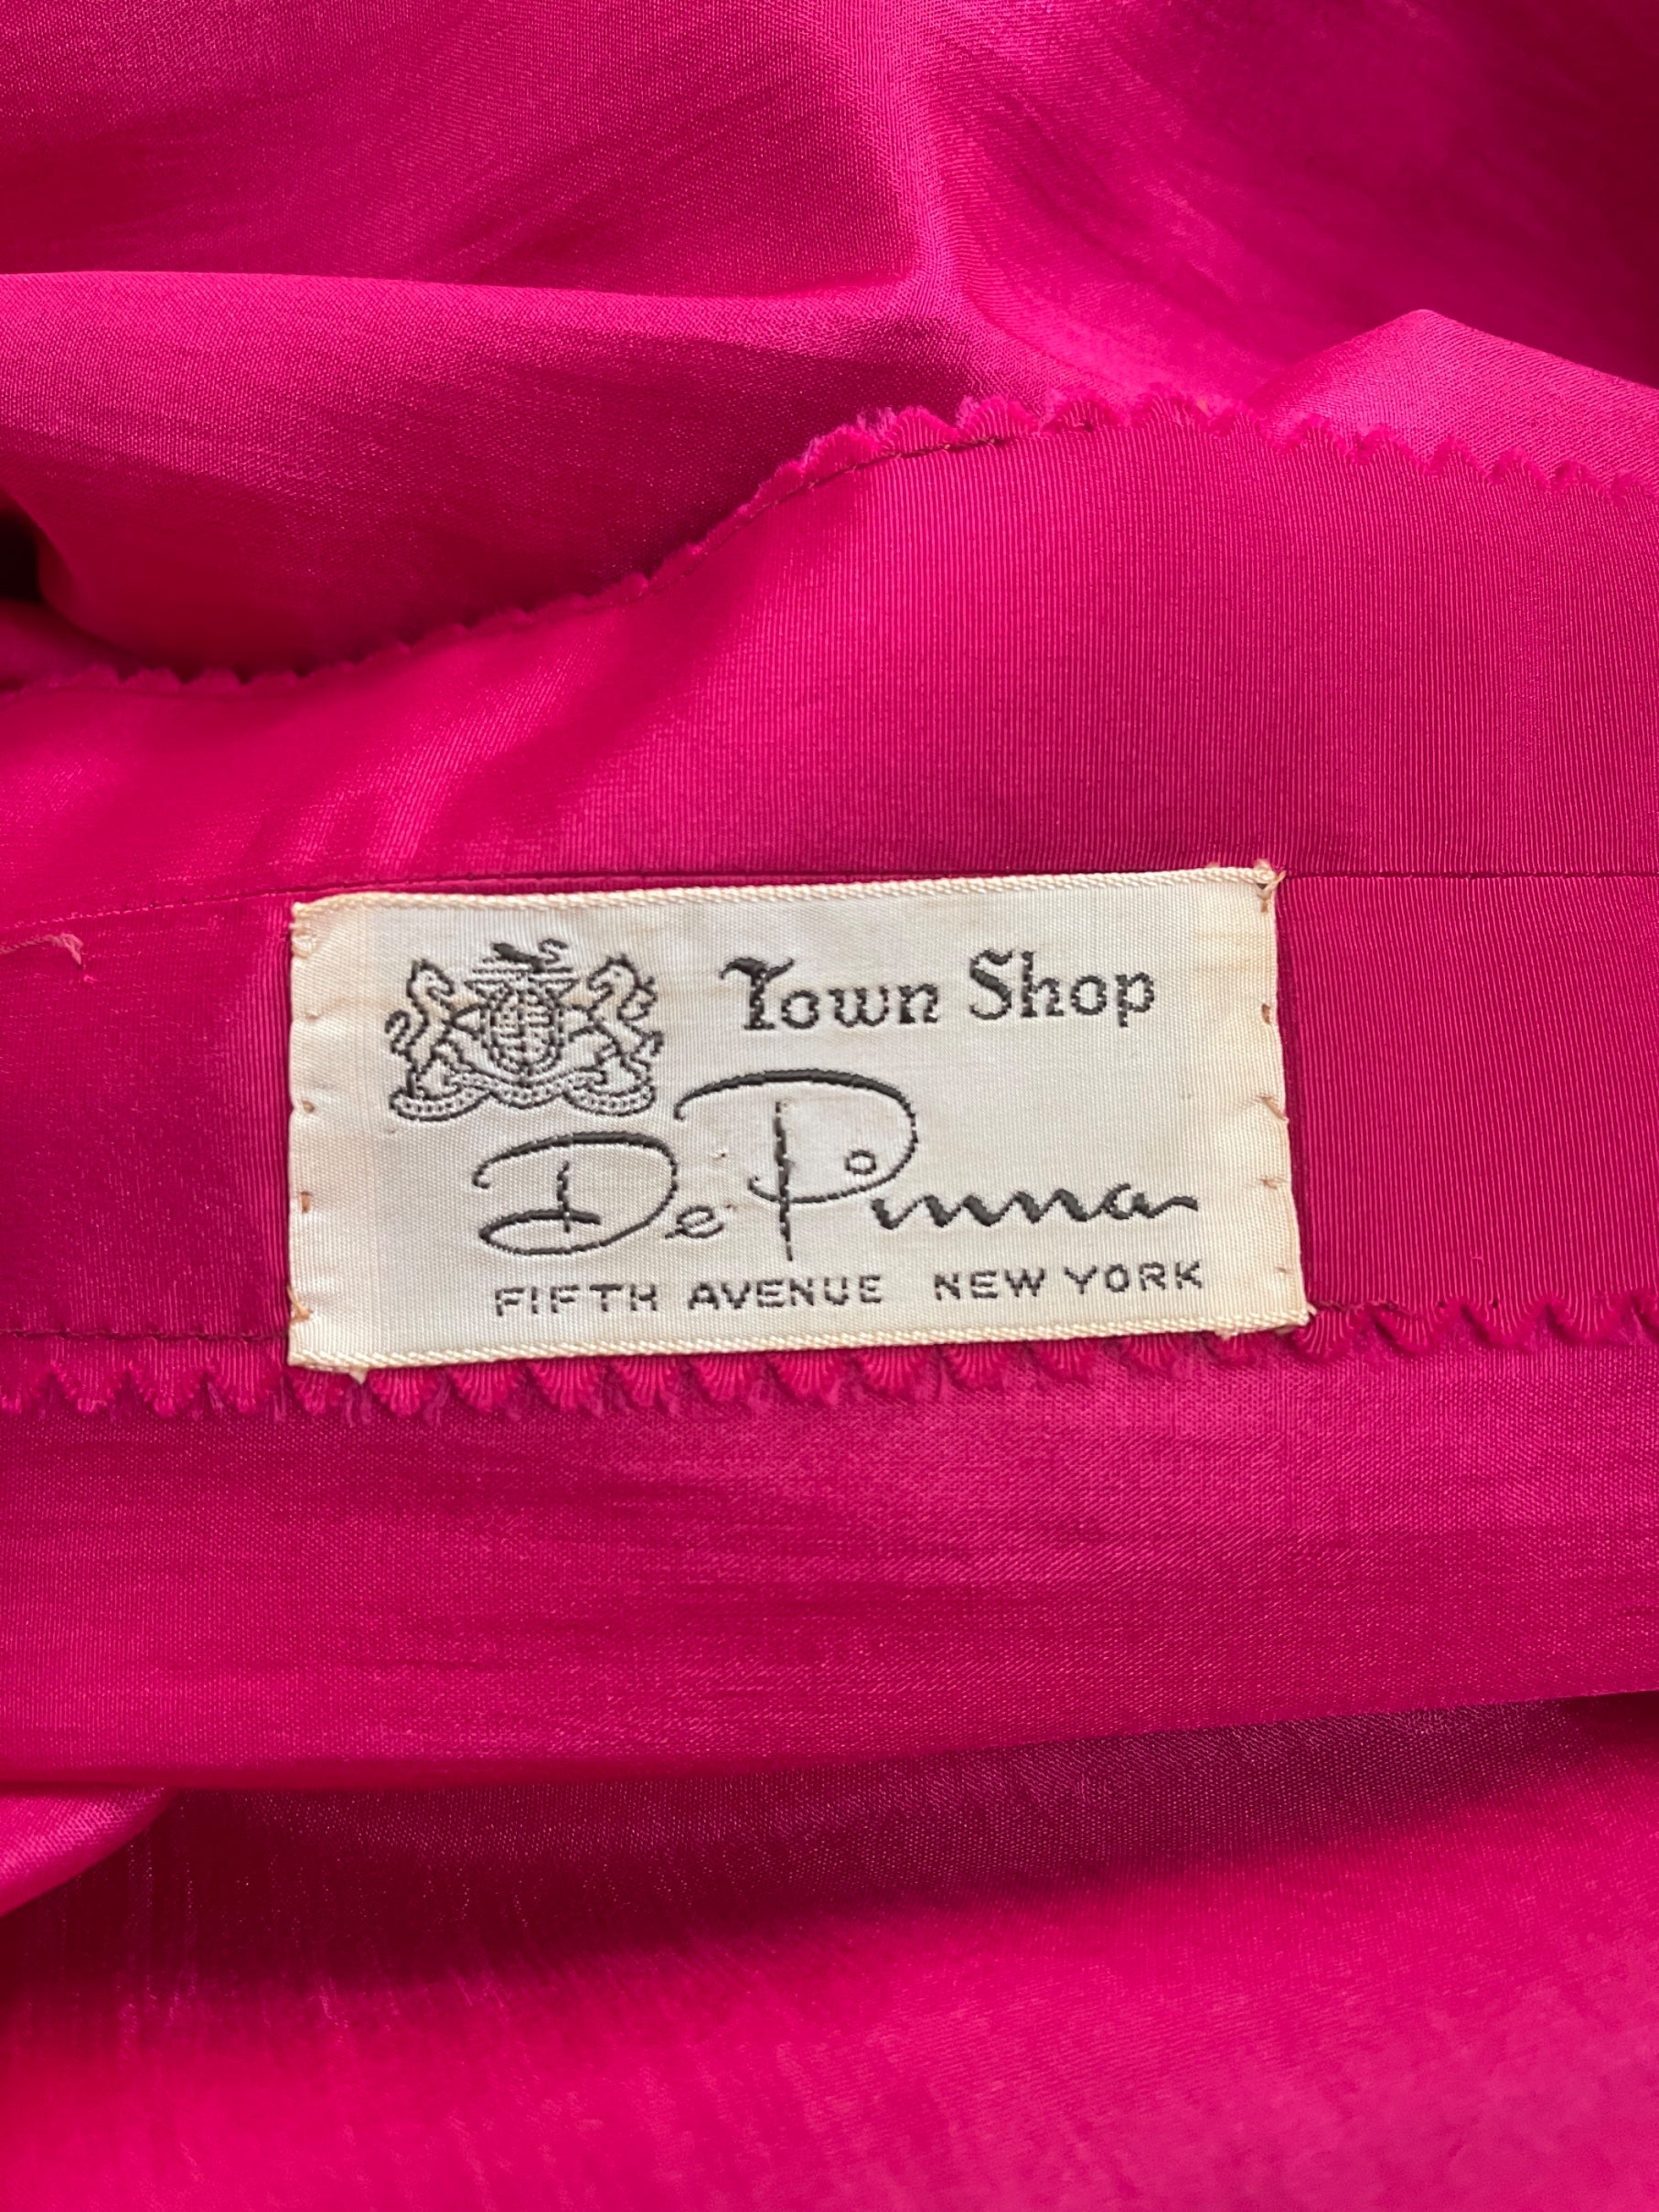 Town Shop
De Pinna
FIFTH AVENUE NEW YORK